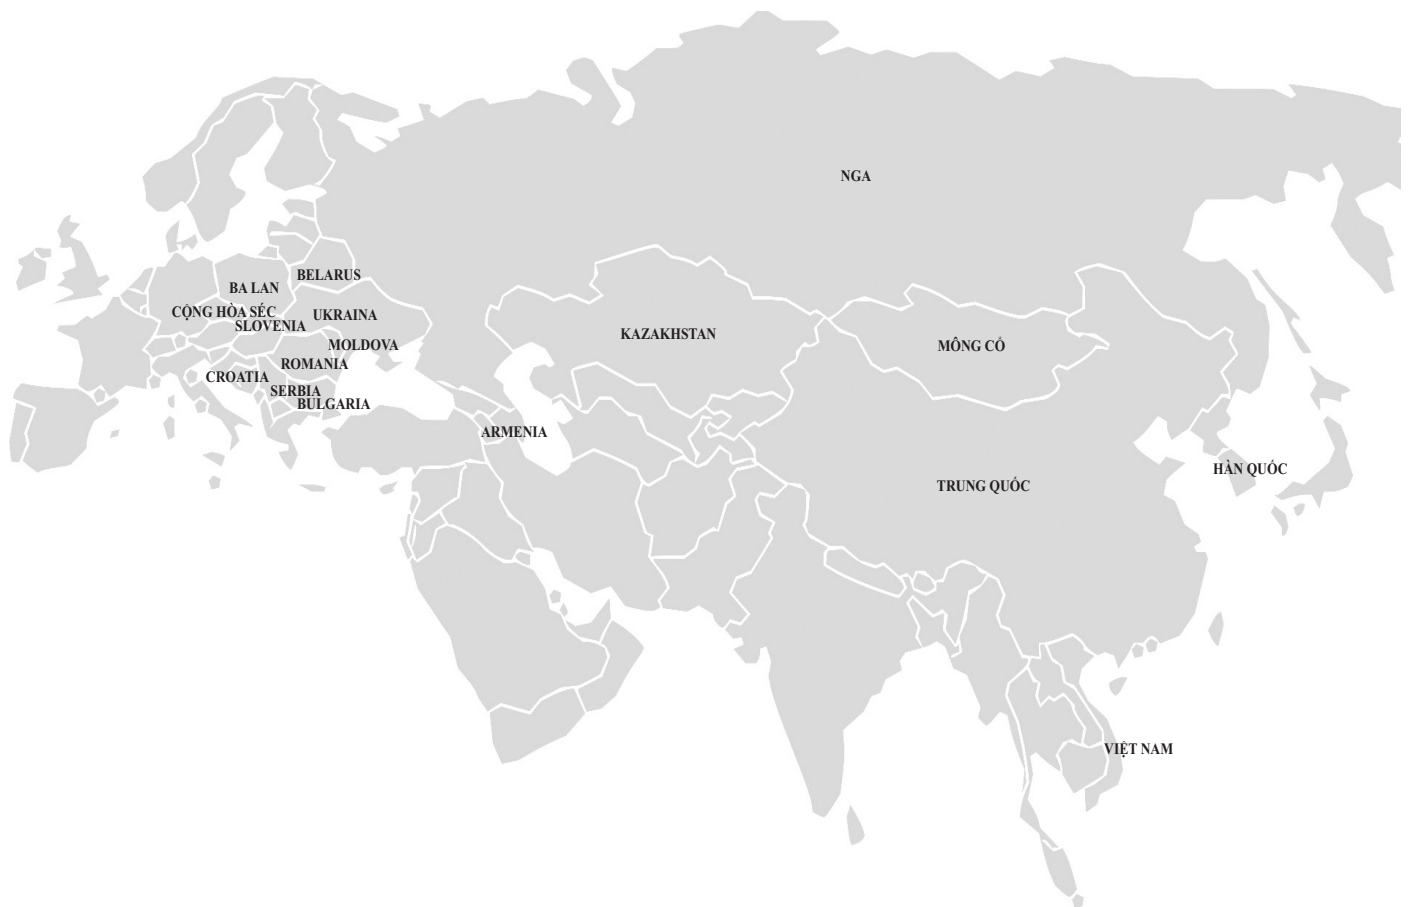 NGA
BELARUS
BA LAN
CỘNG HÒA SÉC
UKRAINA
SLOVENIA
KAZAKHSTAN
MOLDOVA
MÔNG CỔ
ROMANIA
CROATIA
SERBIA
BULGARIA
ARMENIA
HÀN QUỐC
TRUNG QUỐC
VIỆT NAM